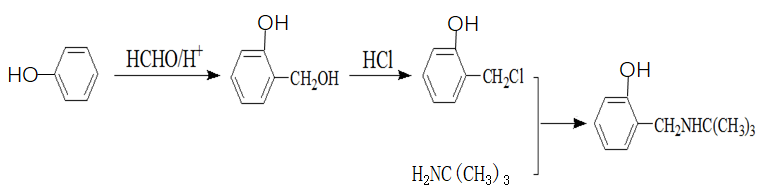 HO
HCHO/H⁺
OH
CH₂OH
HCl
OH
CH₂Cl
H₂NC(CH₃)₃
OH
CH₂NHC(CH₃)₃